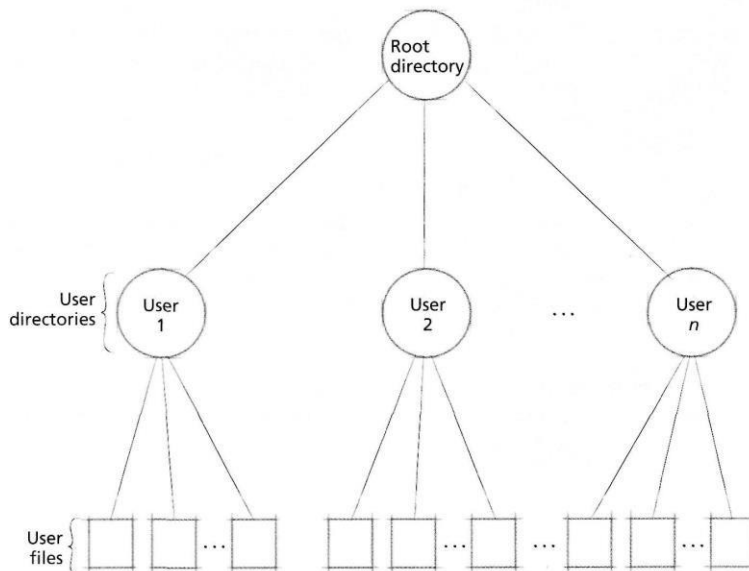 Root
directory
User
directories
User
1
User
2
...
User
n
User
files
...
...
...
...